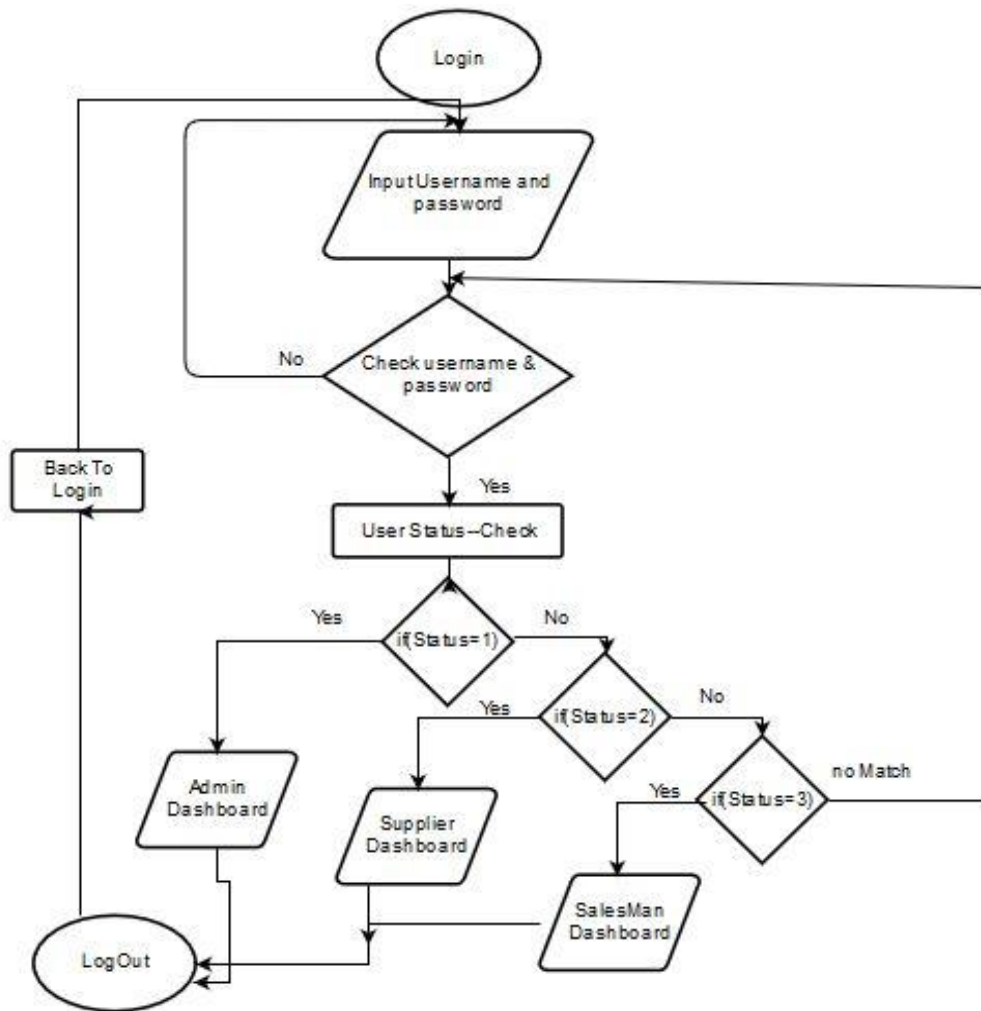 Login
Input Username and
password
No
Check username &
password
Back To
Login
Yes
User Status--Check
Yes
if(Status=1)
No
Yes
if(Status=2)
No
Admin
Dashboard
Supplier
Dashboard
Yes
if(Status=3)
no Match
SalesMan
Dashboard
LogOut